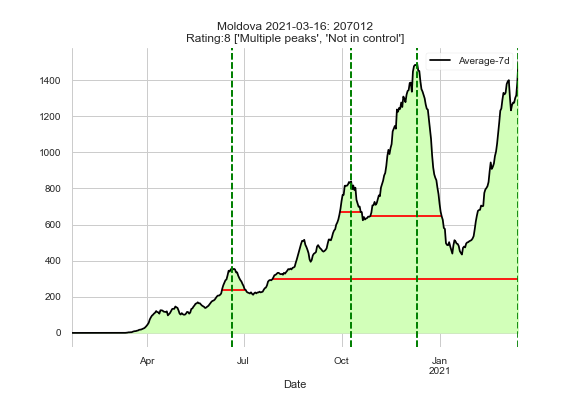 Moldova 2021-03-16: 207012
Rating:8 ['Multiple peaks', 'Not in control']
Average-7d
1400
1200
1000
800
600
400
200
0
Apr
Jul
Oct
Jan
2021
Date